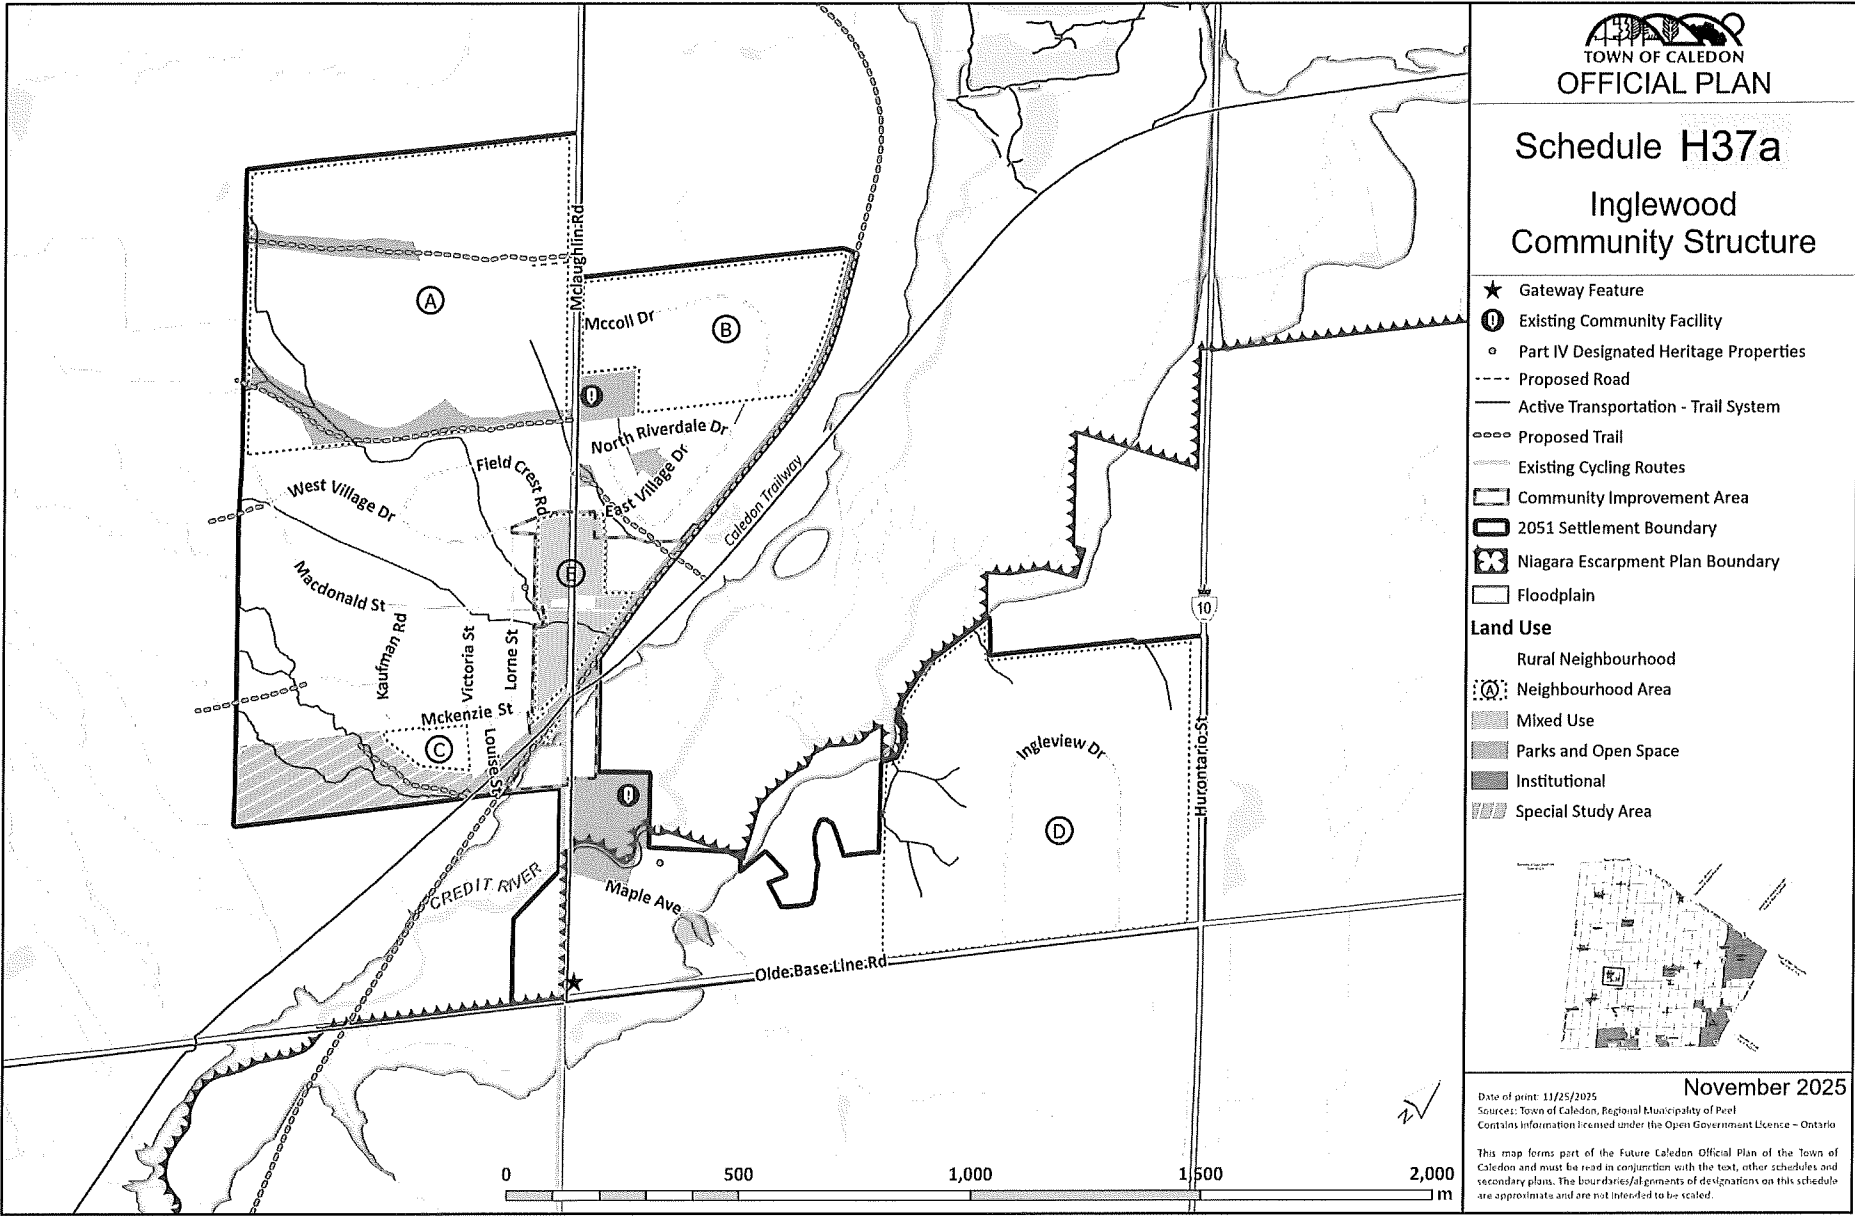 TOWN OF CALEDON
OFFICIAL PLAN
Schedule H37a
Inglewood
Community Structure
Gateway Feature
Existing Community Facility
Part IV Designated Heritage Properties
Proposed Road
Active Transportation - Trail System
Proposed Trail
Existing Cycling Routes
Community Improvement Area
2051 Settlement Boundary
Niagara Escarpment Plan Boundary
Floodplain
Land Use
Rural Neighbourhood
A Neighbourhood Area
Mixed Use
Parks and Open Space
Institutional
Special Study Area
November 2025
Date of print: 11/25/2025
Sources: Town of Caledon, Regional Municipality of Peel
Contains information licensed under the Open Government Licence – Ontario
This map forms part of the Future Caledon Official Plan of the Town of
Caledon and must be read in conjunction with the text, other schedules and
secondary plans. The boundaries/alignments of designations on this schedule
are approximate and are not intended to be scaled.
Mclaughlin Rd
A
B
Mccoll Dr
North Riverdale Dr
East Village Dr
Field Crest Rd
West Village Dr
Caledon Trailway
E
Macdonald St
Kaufman Rd
Victoria St
Lorne St
Mckenzie St
Louise St
C
10
Hurontario St
Ingleview Dr
D
CREDIT RIVER
Maple Ave
Olde Base Line Rd
N
0 500 1,000 1,500 2,000
m